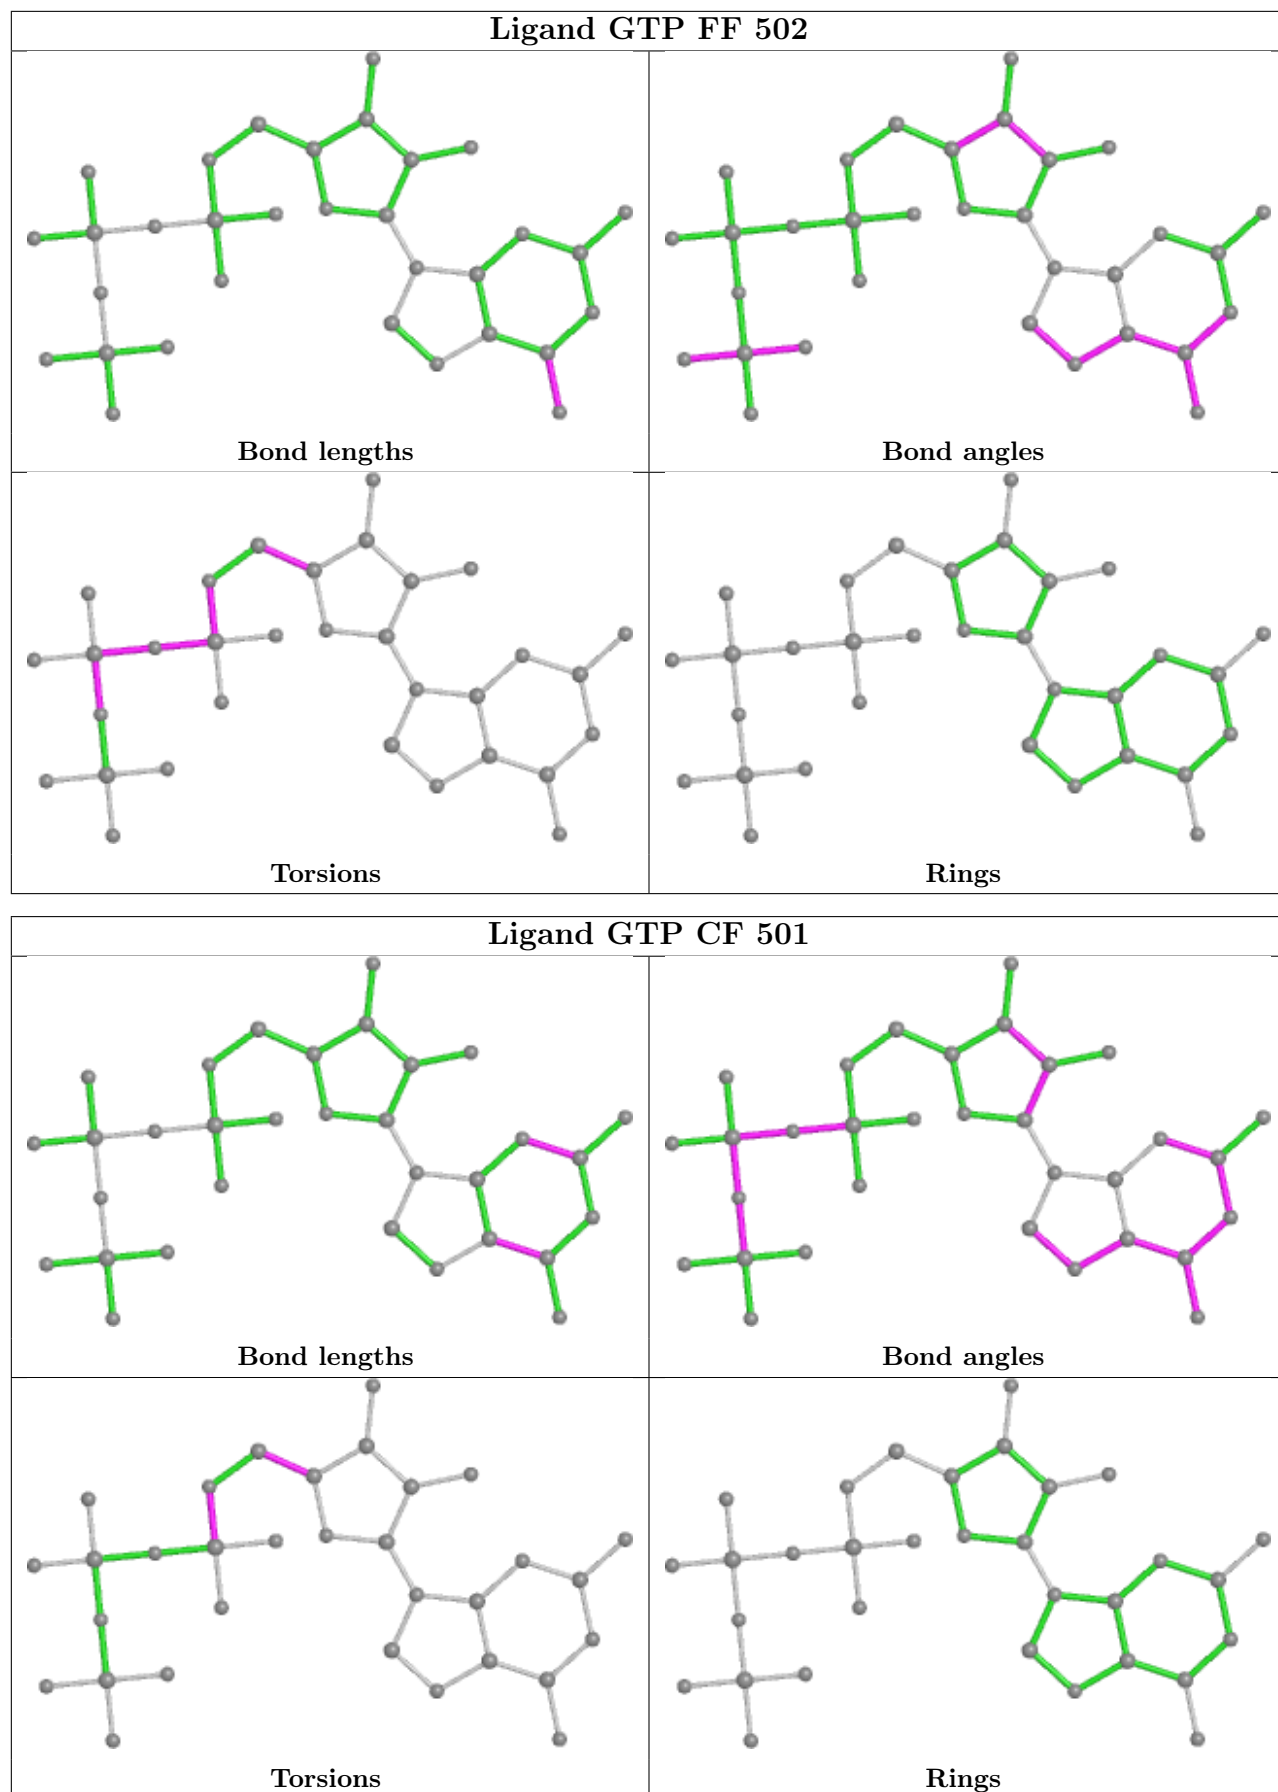 Ligand GTP FF 502
Bond lengths
Bond angles
Torsions
Rings
Ligand GTP CF 501
Bond lengths
Bond angles
Torsions
Rings